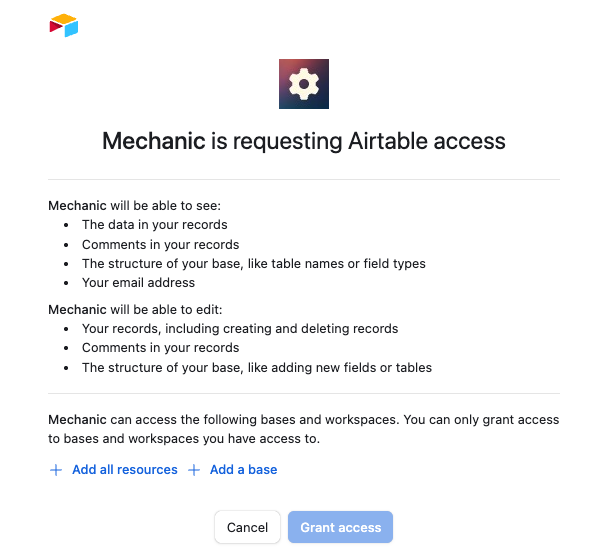 Mechanic is requesting Airtable access
Mechanic will be able to see:
• The data in your records
• Comments in your records
• The structure of your base, like table names or field types
• Your email address
Mechanic will be able to edit:
• Your records, including creating and deleting records
• Comments in your records
• The structure of your base, like adding new fields or tables
Mechanic can access the following bases and workspaces. You can only grant access
to bases and workspaces you have access to.
+ Add all resources + Add a base
Cancel Grant access